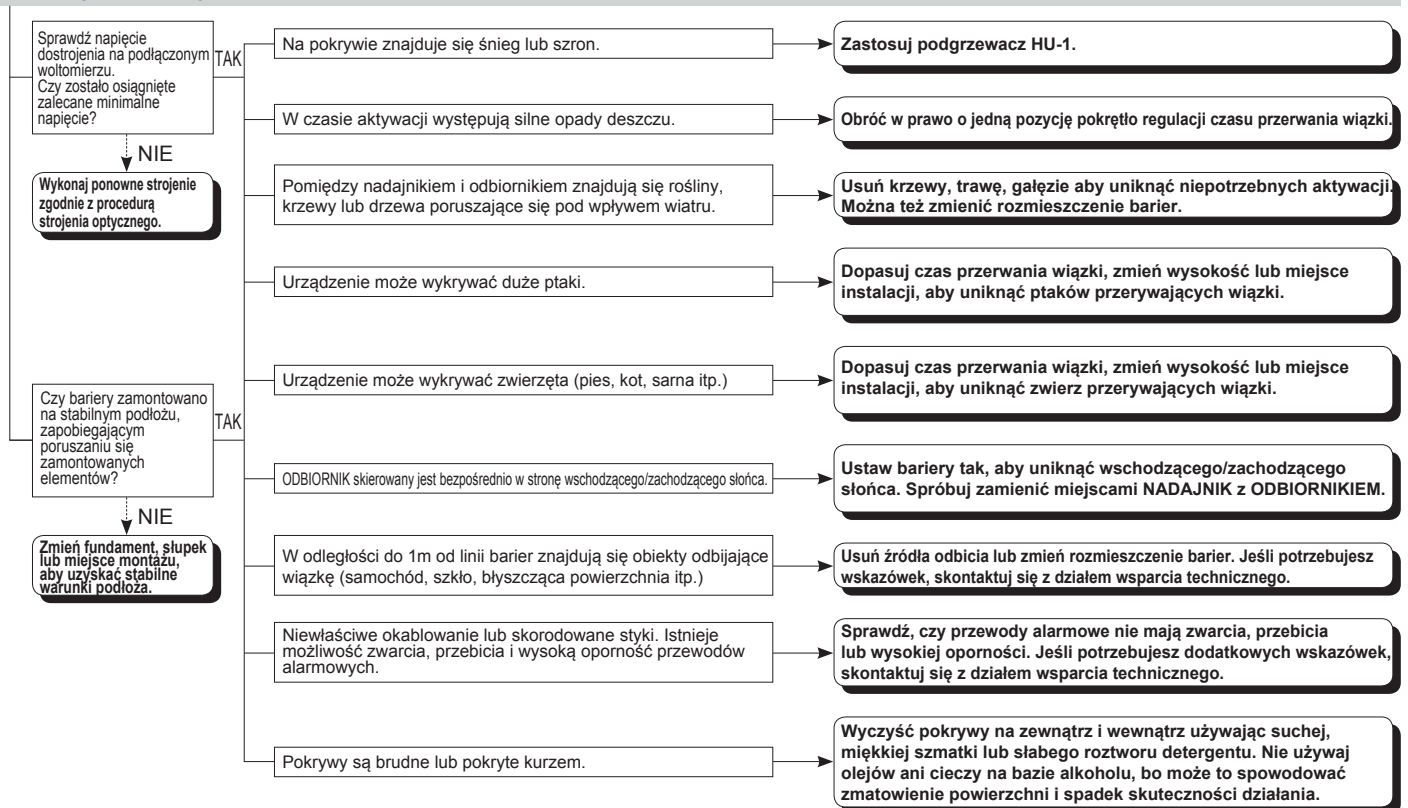 Sprawdź napięcie
dostrojenia na podłączonym
woltomierzu.
Czy zostało osiągnięte
zalecane minimalne
napięcie?
TAK
NIE
Wykonaj ponowne strojenie
zgodnie z procedurą
strojenia optycznego.
Czy bariery zamontowano
na stabilnym podłożu,
zapobiegającym
poruszaniu się
zamontowanych
elementów?
TAK
NIE
Zmień fundament, słupek
lub miejsce montażu,
aby uzyskać stabilne
warunki podłoża.
Na pokrywie znajduje się śnieg lub szron.
Zastosuj podgrzewacz HU-1.
W czasie aktywacji występują silne opady deszczu.
Obróć w prawo o jedną pozycję pokrętło regulacji czasu przerwania wiązki.
Pomiędzy nadajnikiem i odbiornikiem znajdują się rośliny,
krzewy lub drzewa poruszające się pod wpływem wiatru.
Usuń krzewy, trawę, gałęzie aby uniknąć niepotrzebnych aktywacji.
Można też zmienić rozmieszczenie barier.
Urządzenie może wykrywać duże ptaki.
Dopasuj czas przerwania wiązki, zmień wysokość lub miejsce
instalacji, aby uniknąć ptaków przerywających wiązki.
Urządzenie może wykrywać zwierzęta (pies, kot, sarna itp.)
Dopasuj czas przerwania wiązki, zmień wysokość lub miejsce
instalacji, aby uniknąć zwierz przerywających wiązki.
ODBIORNIK skierowany jest bezpośrednio w stronę wschodzącego/zachodzącego słońca.
Ustaw bariery tak, aby uniknąć wschodzącego/zachodzącego
słońca. Spróbuj zamienić miejscami NADAJNIK z ODBIORNIKIEM.
W odległości do 1m od linii barier znajdują się obiekty odbijające
wiązkę (samochód, szkło, błyszcząca powierzchnia itp.)
Usuń źródła odbicia lub zmień rozmieszczenie barier. Jeśli potrzebujesz
wskazówek, skontaktuj się z działem wsparcia technicznego.
Niewłaściwe okablowanie lub skorodowane styki. Istnieje
możliwość zwarcia, przebicia i wysoką oporność przewodów
alarmowych.
Sprawdź, czy przewody alarmowe nie mają zwarcia, przebicia
lub wysokiej oporności. Jeśli potrzebujesz dodatkowych wskazówek,
skontaktuj się z działem wsparcia technicznego.
Pokrywy są brudne lub pokryte kurzem.
Wyczyść pokrywy na zewnątrz i wewnątrz używając suchej,
miękkiej szmatki lub słabego roztworu detergentu. Nie używaj
olejów ani cieczy na bazie alkoholu, bo może to spowodować
zmatowienie powierzchni i spadek skuteczności działania.